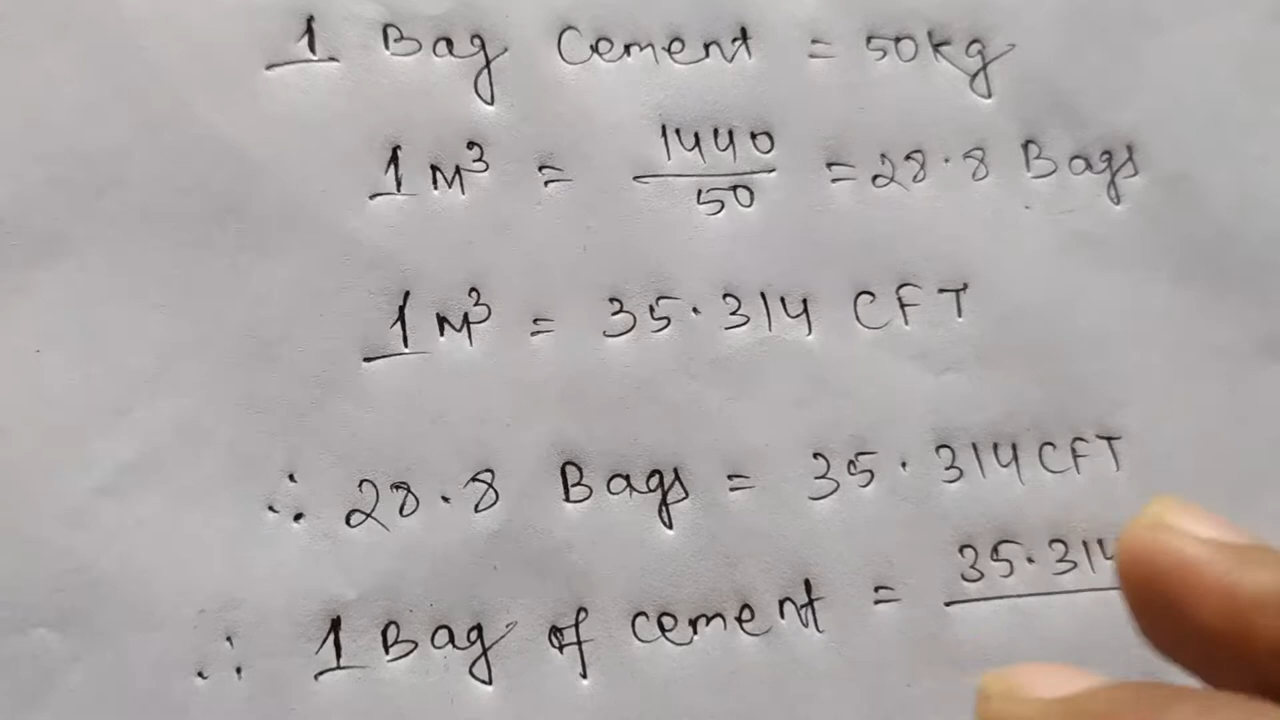 1 Bag Cement = 50kg
1 M³ = 1440/50 = 28.8 Bags
1 M³ = 35.314 CFT
∴ 28.8 Bags = 35.314 CFT
∴ 1 Bag of cement = 35.314